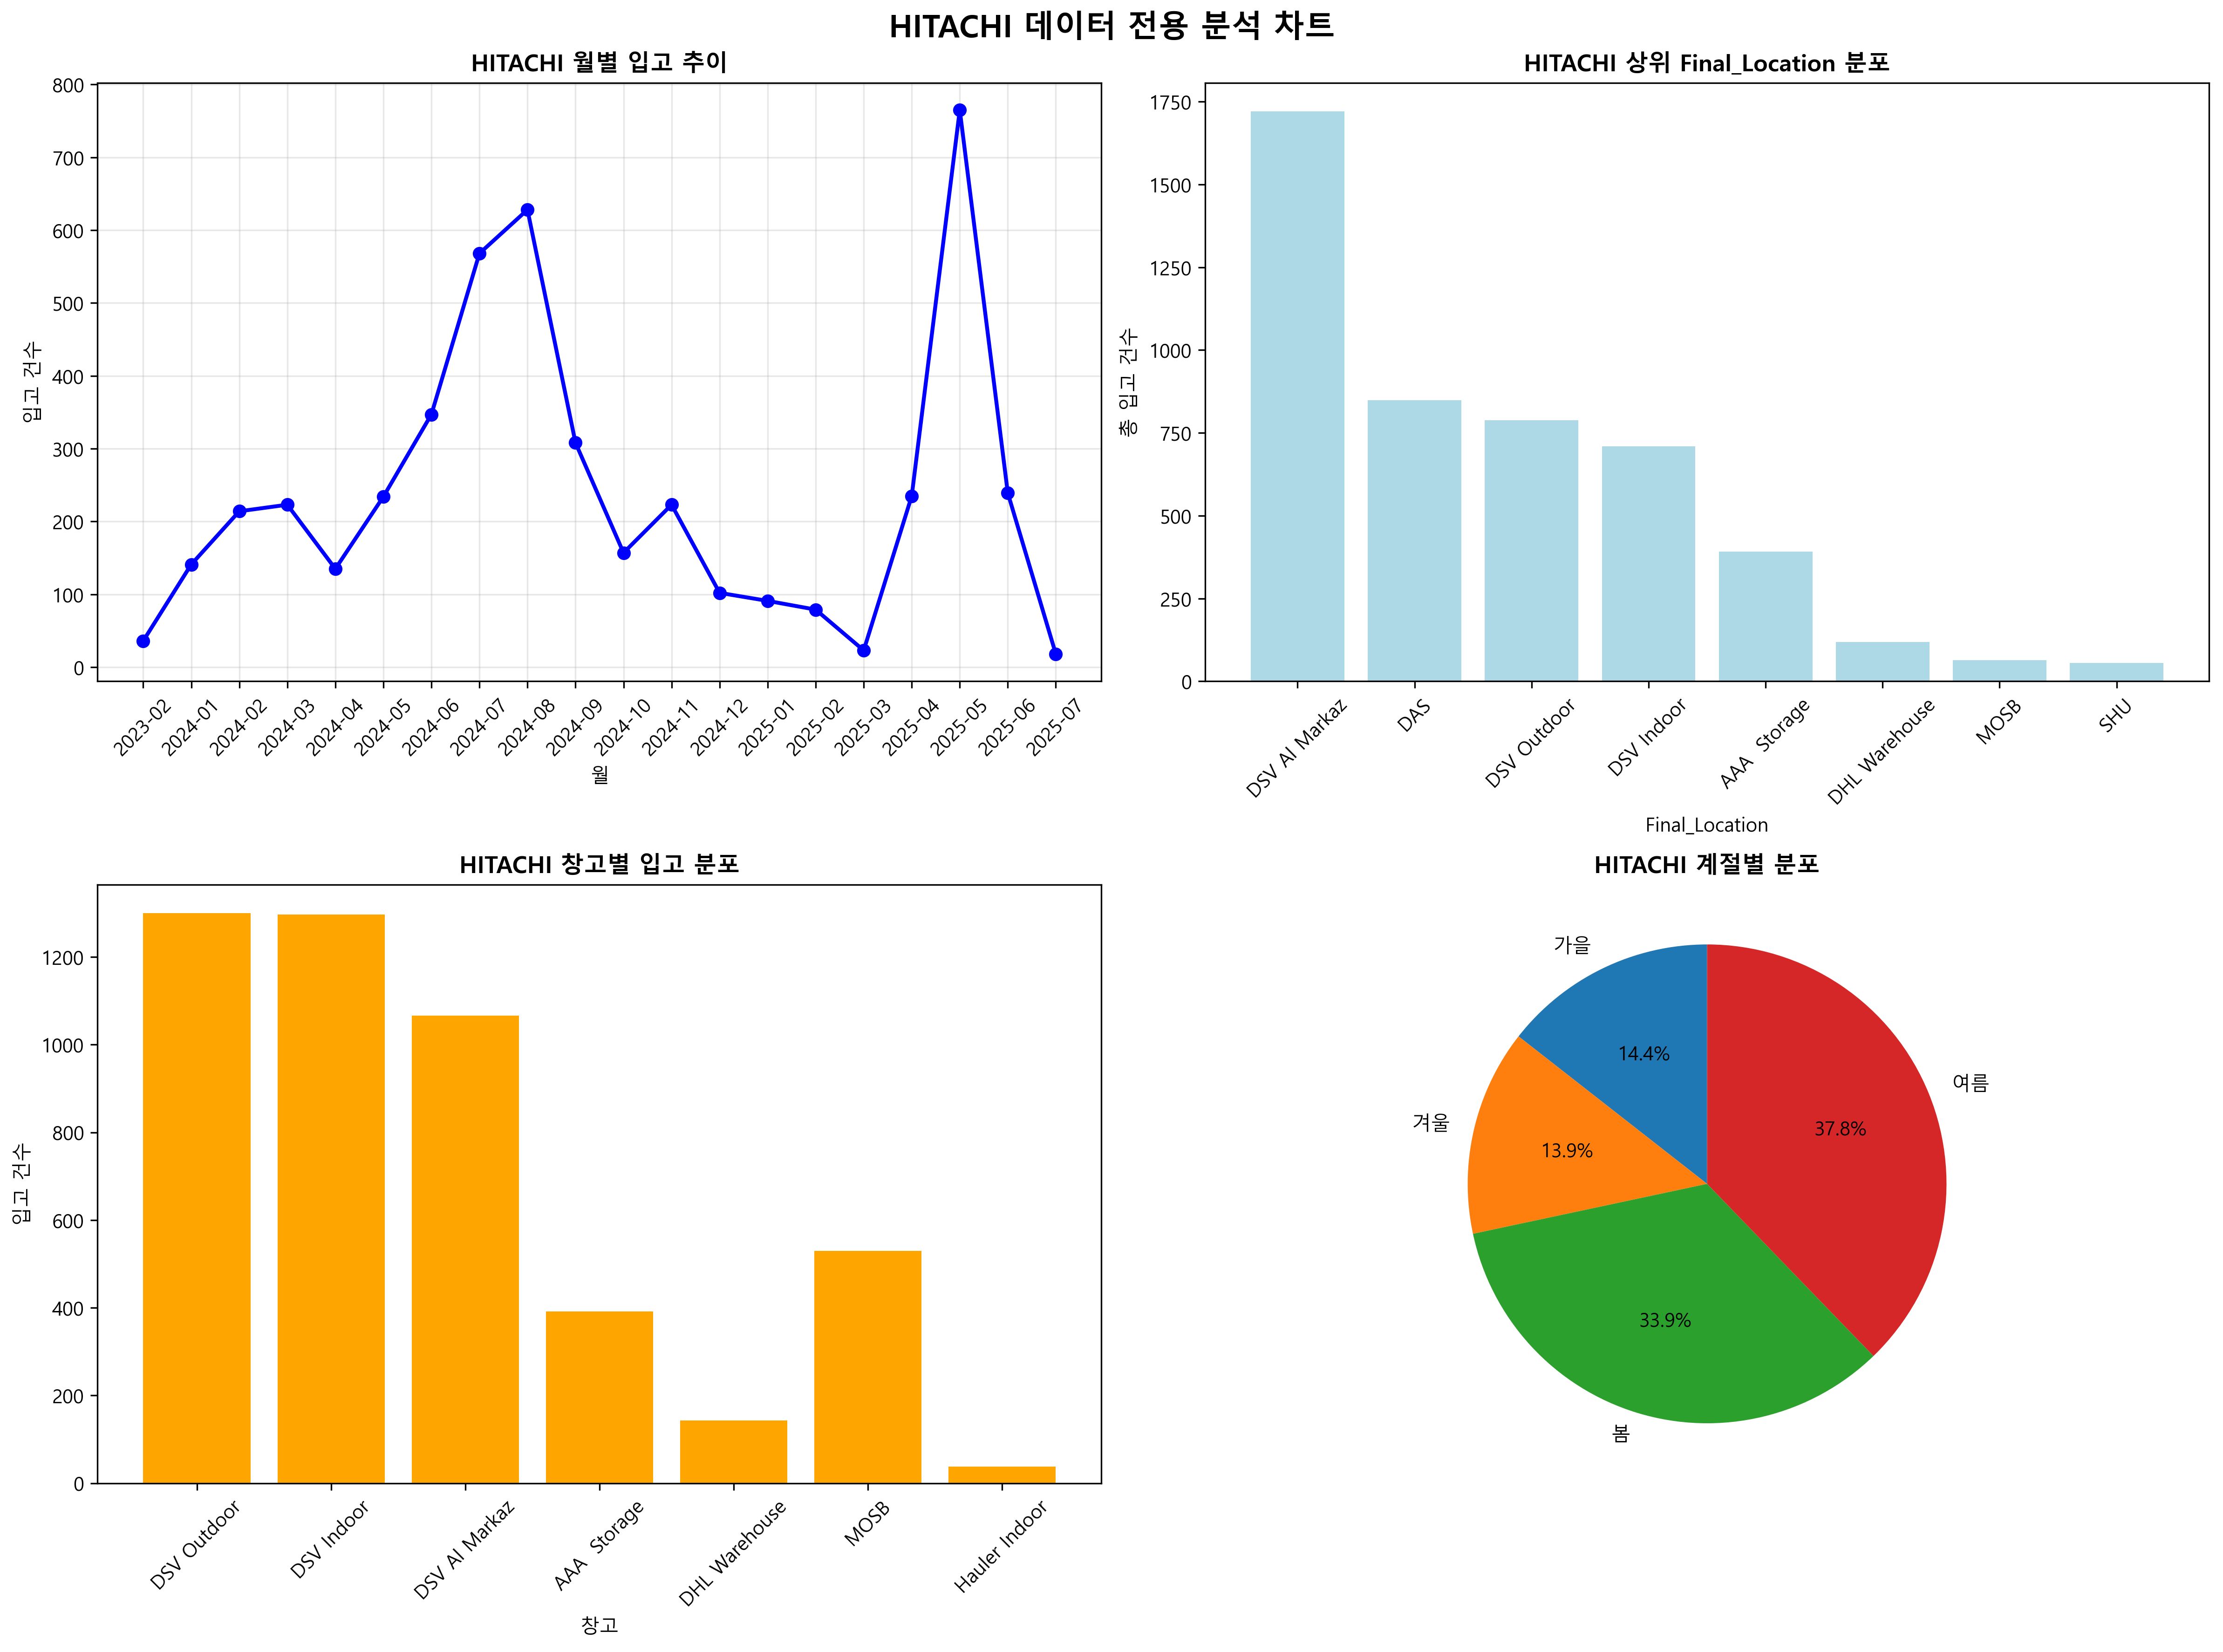 HITACHI 데이터 전용 분석 차트
HITACHI 월별 입고 추이
800
700
600
500
400
300
200
100
0
입고 건수
2023-02
2024-01
2024-02
2024-03
2024-04
2024-05
2024-06
2024-07
2024-08
2024-09
2024-10
2024-11
2024-12
2025-01
2025-02
2025-03
2025-04
2025-05
2025-06
2025-07
월
HITACHI 상위 Final_Location 분포
1750
1500
1250
1000
750
500
250
0
총 입고 건수
DSV Al Markaz
DAS
DSV Outdoor
DSV Indoor
AAA  Storage
DHL Warehouse
MOSB
SHU
Final_Location
HITACHI 창고별 입고 분포
1200
1000
800
600
400
200
0
입고 건수
DSV Outdoor
DSV Indoor
DSV Al Markaz
AAA  Storage
DHL Warehouse
MOSB
Hauler Indoor
창고
HITACHI 계절별 분포
가을
14.4%
여름
37.8%
겨울
13.9%
33.9%
봄